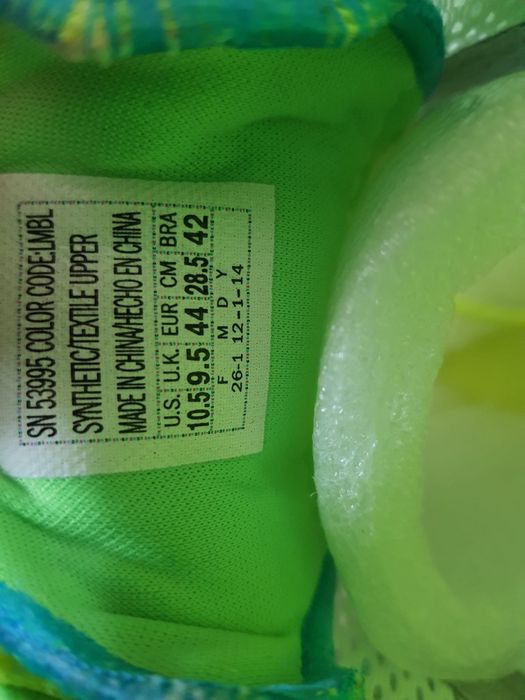 SN 53995 COLOR CODE:LMBL
SYNTHETIC/TEXTILE UPPER
MADE IN CHINA/HECHO EN CHINA
U.S. U.K. EUR CM BRA
10.5 9.5 44 28.5 42
F M D Y
26-1 12-1-14